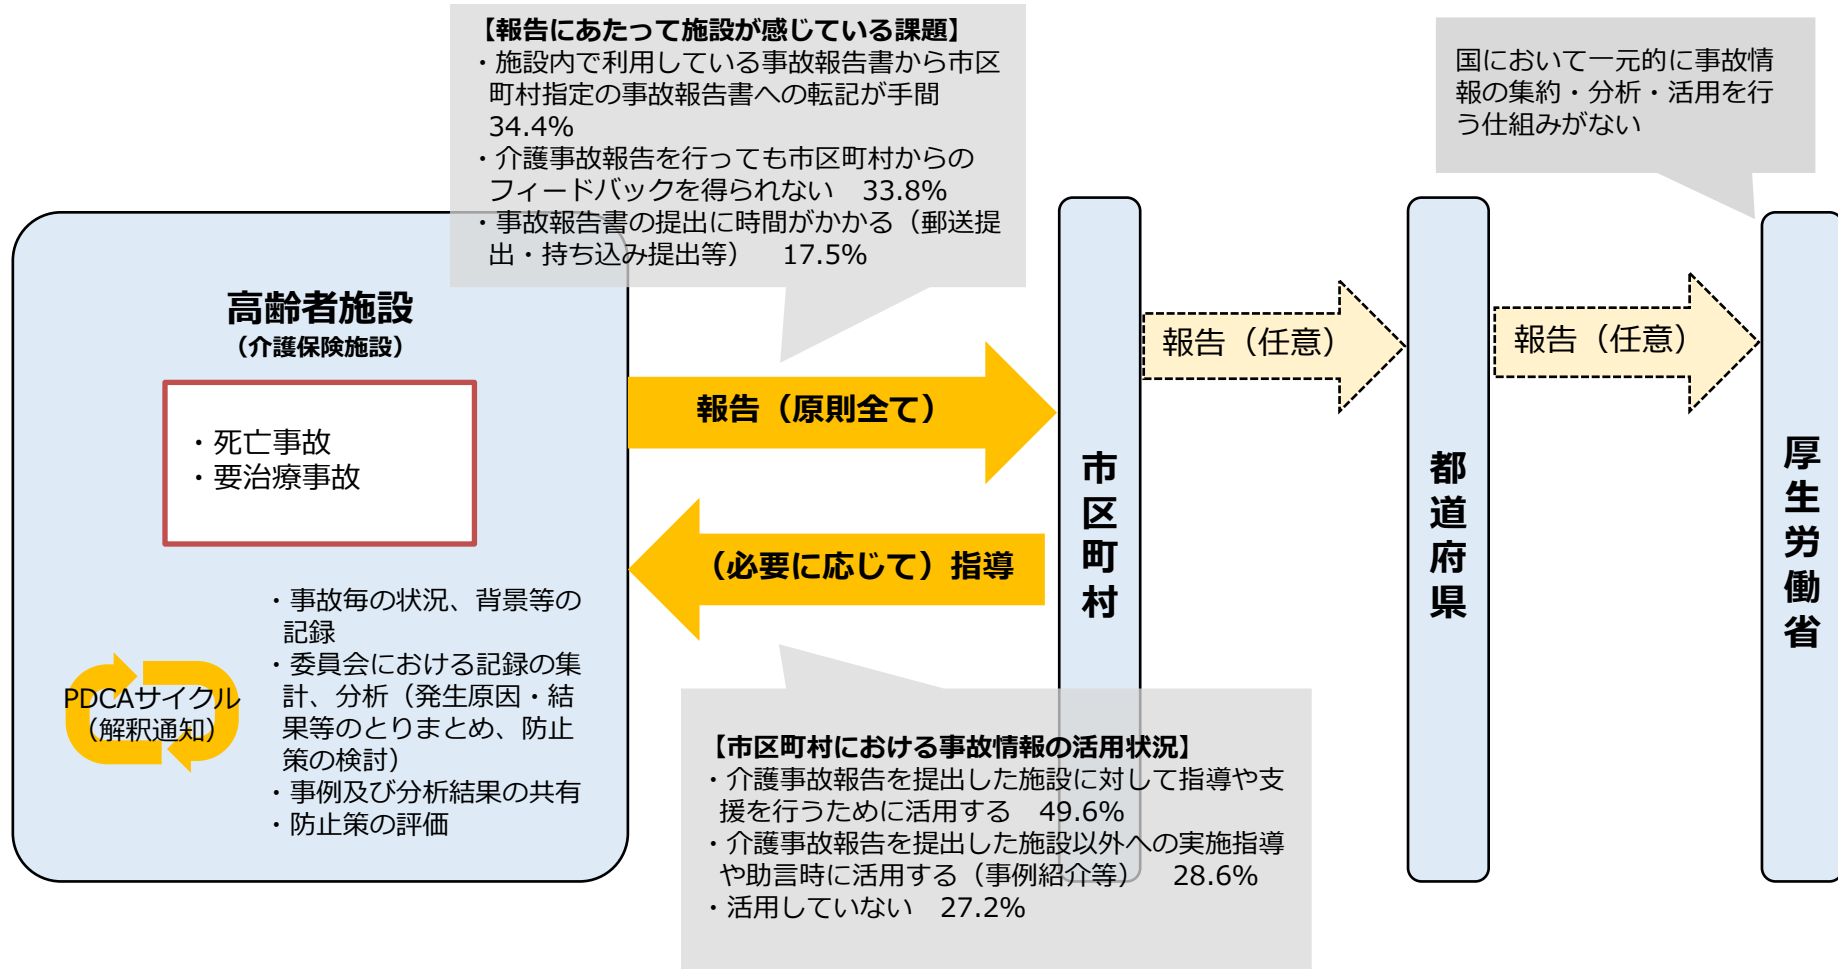 【報告にあたって施設が感じている課題】
・施設内で利用している事故報告書から市区
町村指定の事故報告書への転記が手間
34.4%
・介護事故報告を行っても市区町村からの
フィードバックを得られない　33.8%
・事故報告書の提出に時間がかかる（郵送提
出・持ち込み提出等）　17.5%
国において一元的に事故情
報の集約・分析・活用を行
う仕組みがない
高齢者施設
（介護保険施設）
・死亡事故
・要治療事故
・事故毎の状況、背景等の
記録
・委員会における記録の集
計、分析（発生原因・結
果等のとりまとめ、防止
策の検討）
・事例及び分析結果の共有
・防止策の評価
PDCAサイクル
（解釈通知）
報告（原則全て）
（必要に応じて）指導
市区町村
報告（任意）
都道府県
報告（任意）
厚生労働省
【市区町村における事故情報の活用状況】
・介護事故報告を提出した施設に対して指導や支
援を行うために活用する　49.6%
・介護事故報告を提出した施設以外への実施指導
や助言時に活用する（事例紹介等）　28.6%
・活用していない　27.2%